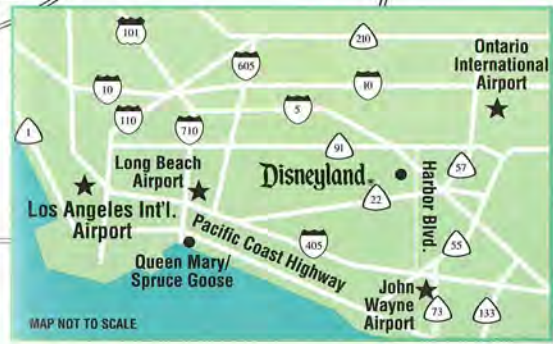 101
210
Ontario
International
Airport
605
10
10
5
110
1
710
91
Long Beach
Airport
Disneyland
57
22
Harbor Blvd.
Los Angeles Int'l.
Airport
Pacific Coast Highway
405
55
Queen Mary/
Spruce Goose
John
Wayne
Airport
73
133
MAP NOT TO SCALE